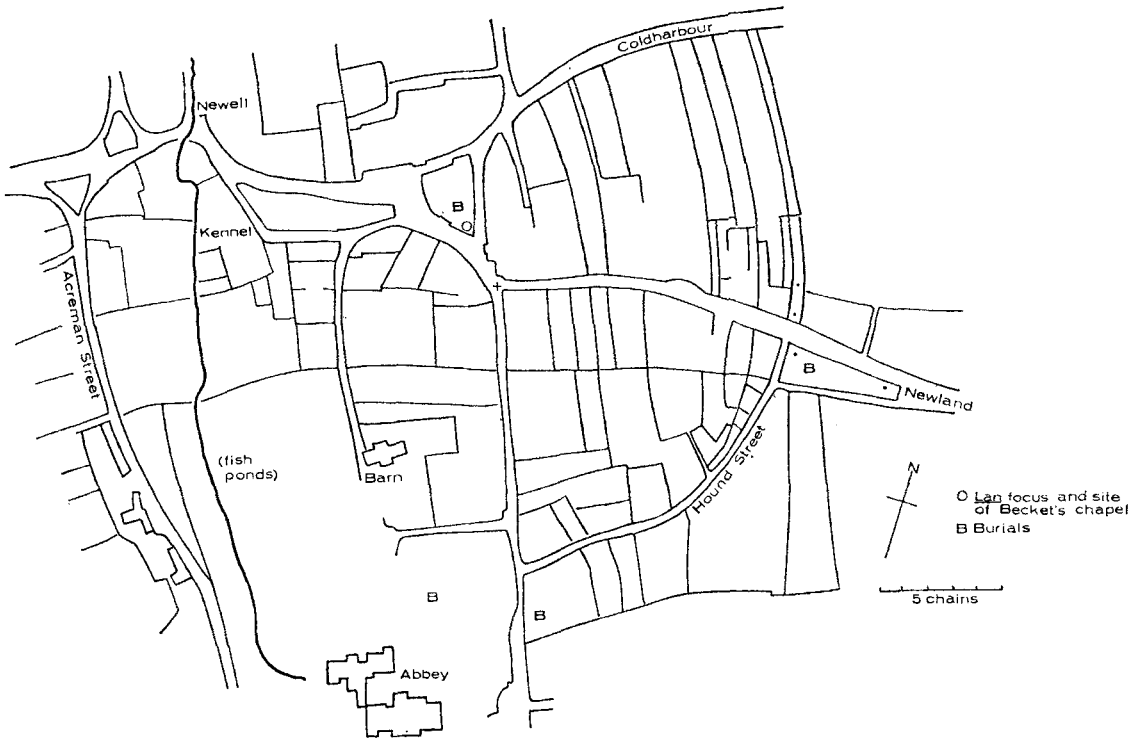 Coldharbour
Newell
B
Kennel
Acreman Street
B
Newland
(fish
ponds)
Barn
Hound Street
N
O Lan focus and site
of Becket's chapel
B Burials
5 chains
B
B
Abbey